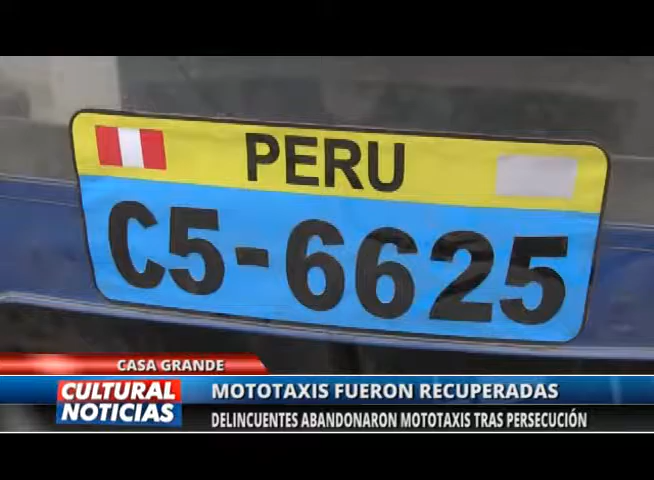 PERU
C5-6625
CASA GRANDE
CULTURAL
NOTICIAS
MOTOTAXIS FUERON RECUPERADAS
DELINCUENTES ABANDONARON MOTOTAXIS TRAS PERSECUCIÓN